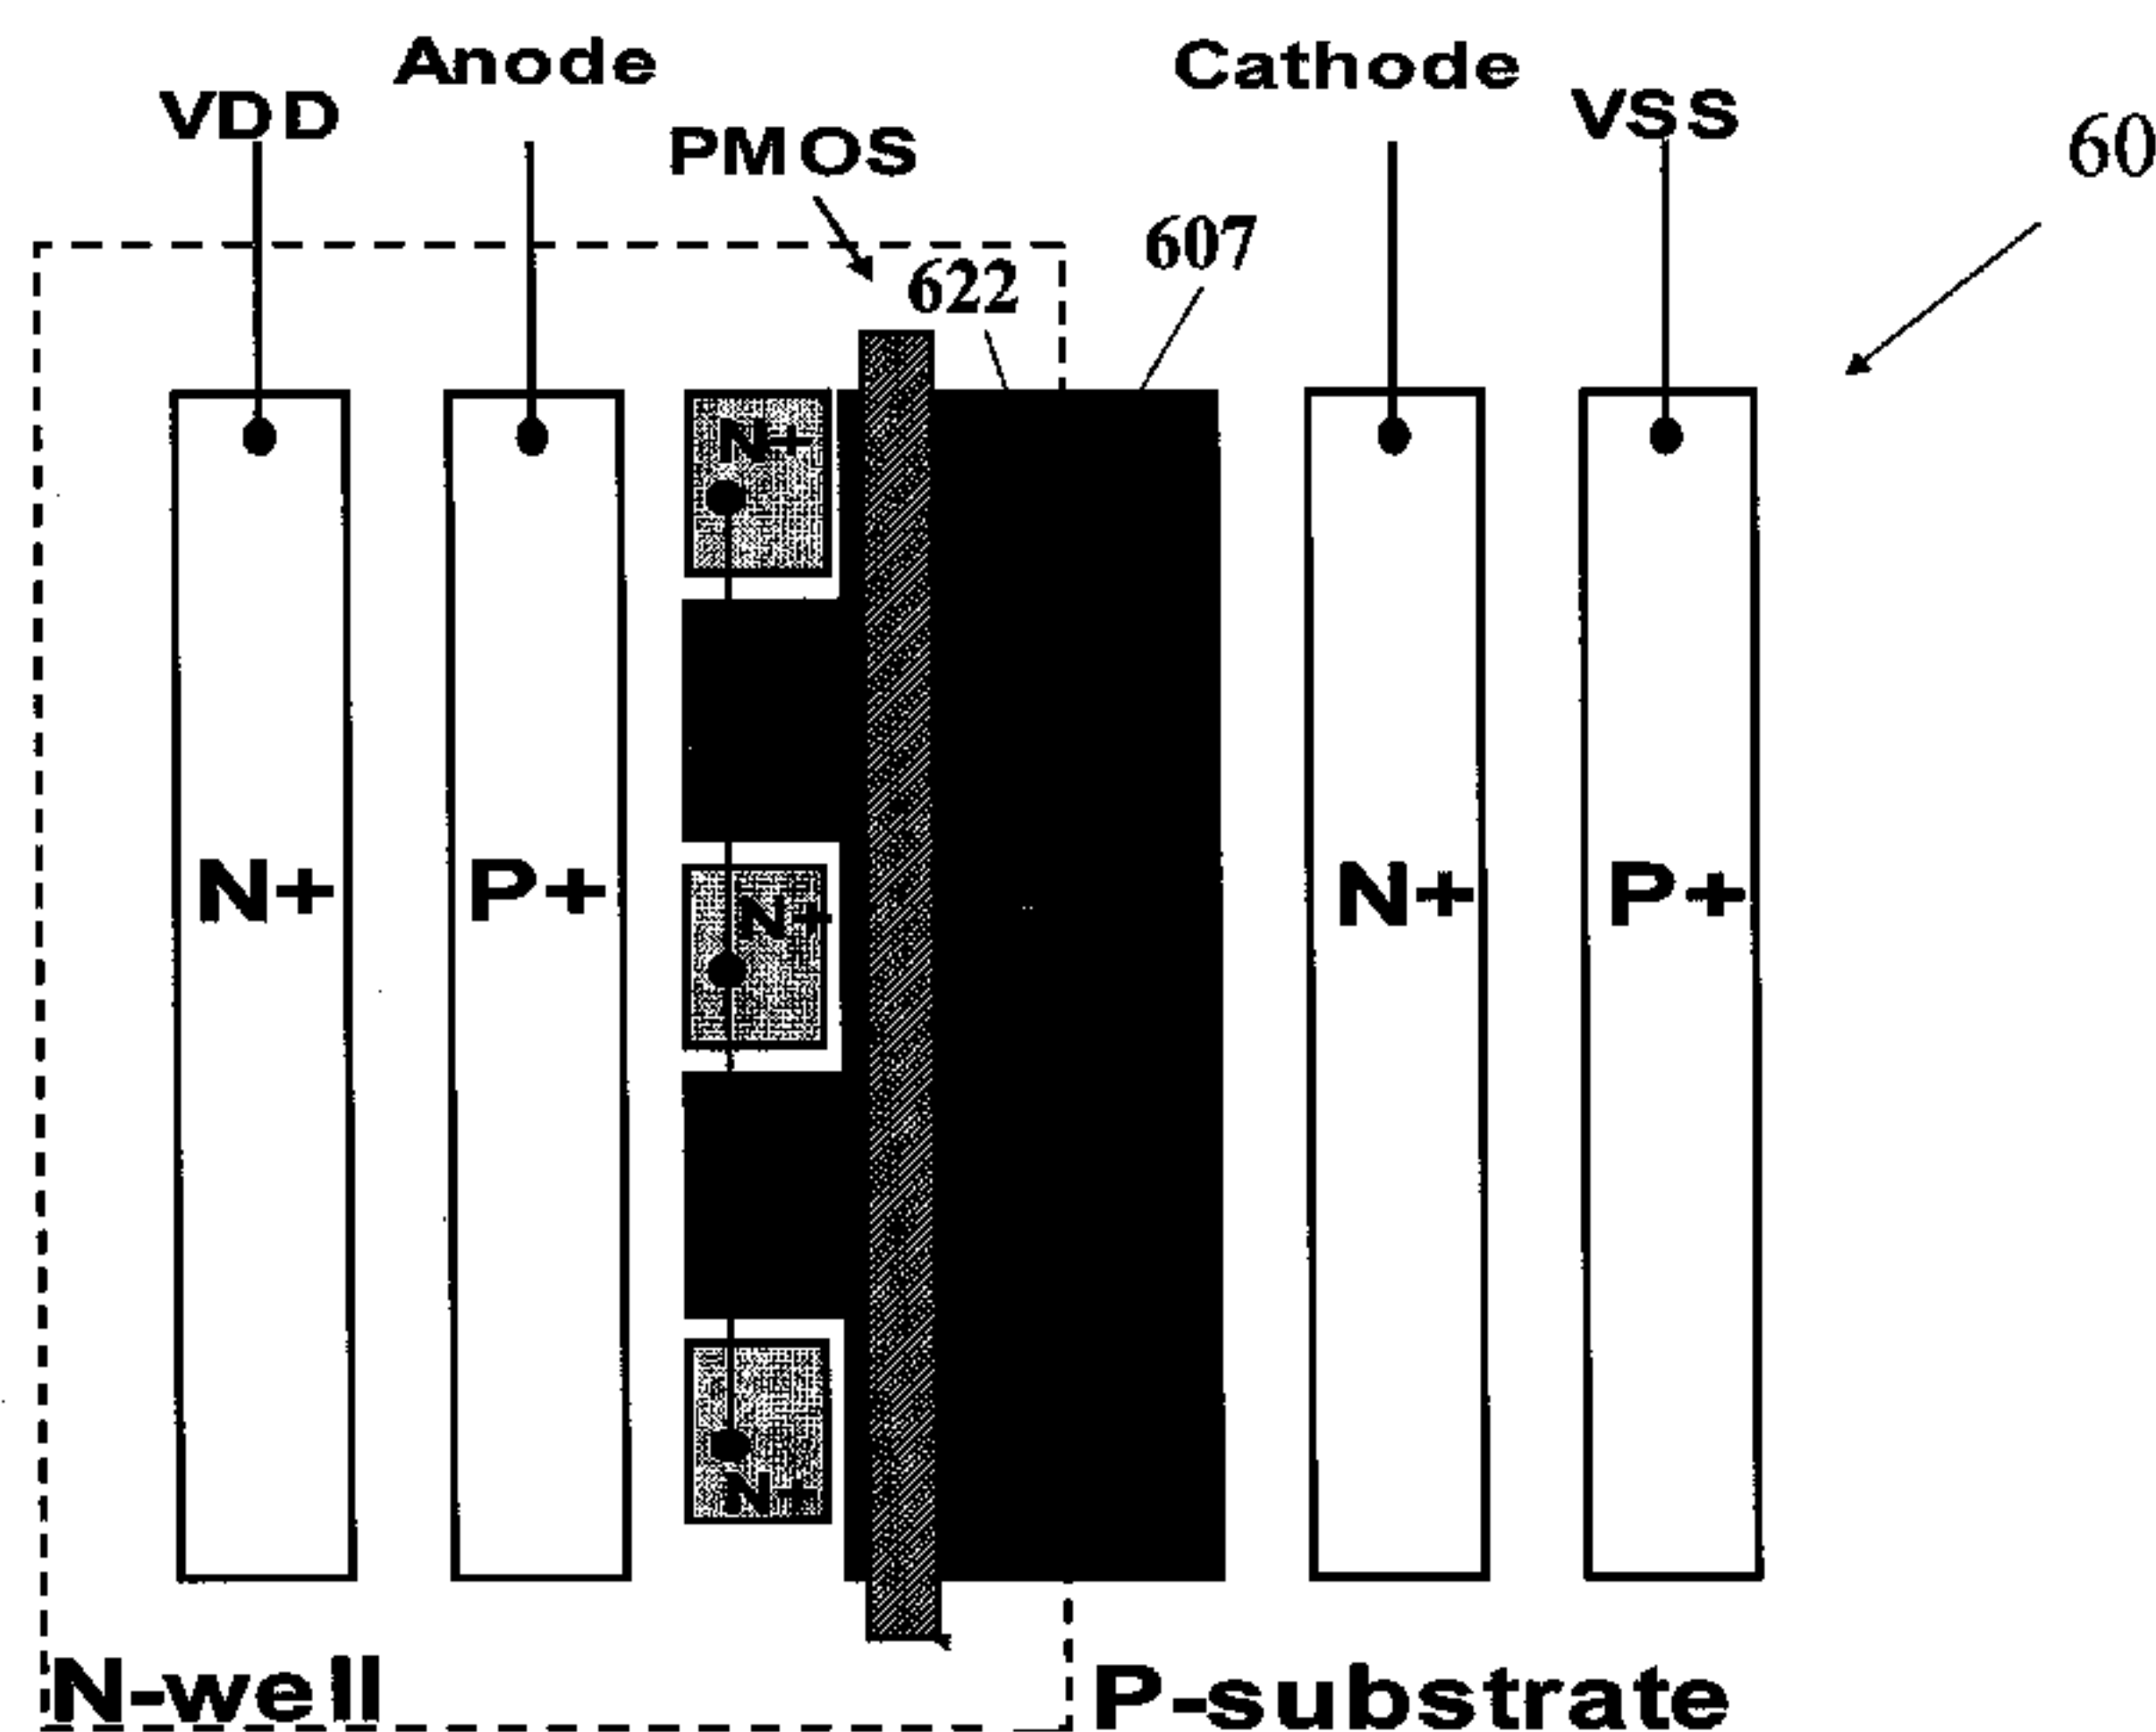 Anode
Cathode
VDD
VSS
PMOS
60
607
622
N+
N+
P+
N+
N+
P+
N+
N-well
P-substrate